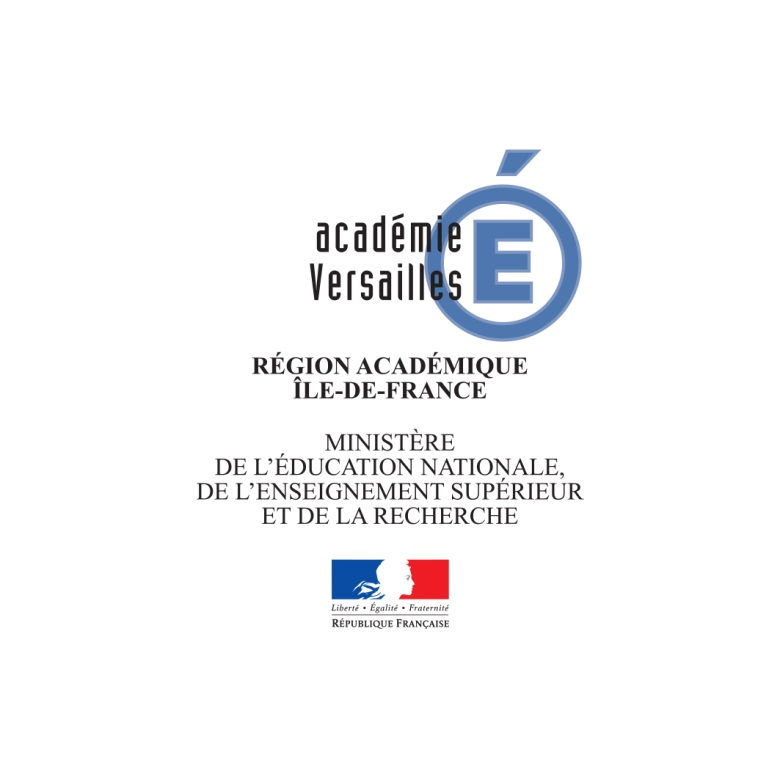 académie
Versailles
É
RÉGION ACADÉMIQUE
ÎLE-DE-FRANCE
MINISTÈRE
DE L’ÉDUCATION NATIONALE,
DE L’ENSEIGNEMENT SUPÉRIEUR
ET DE LA RECHERCHE
Liberté • Égalité • Fraternité
RÉPUBLIQUE FRANÇAISE